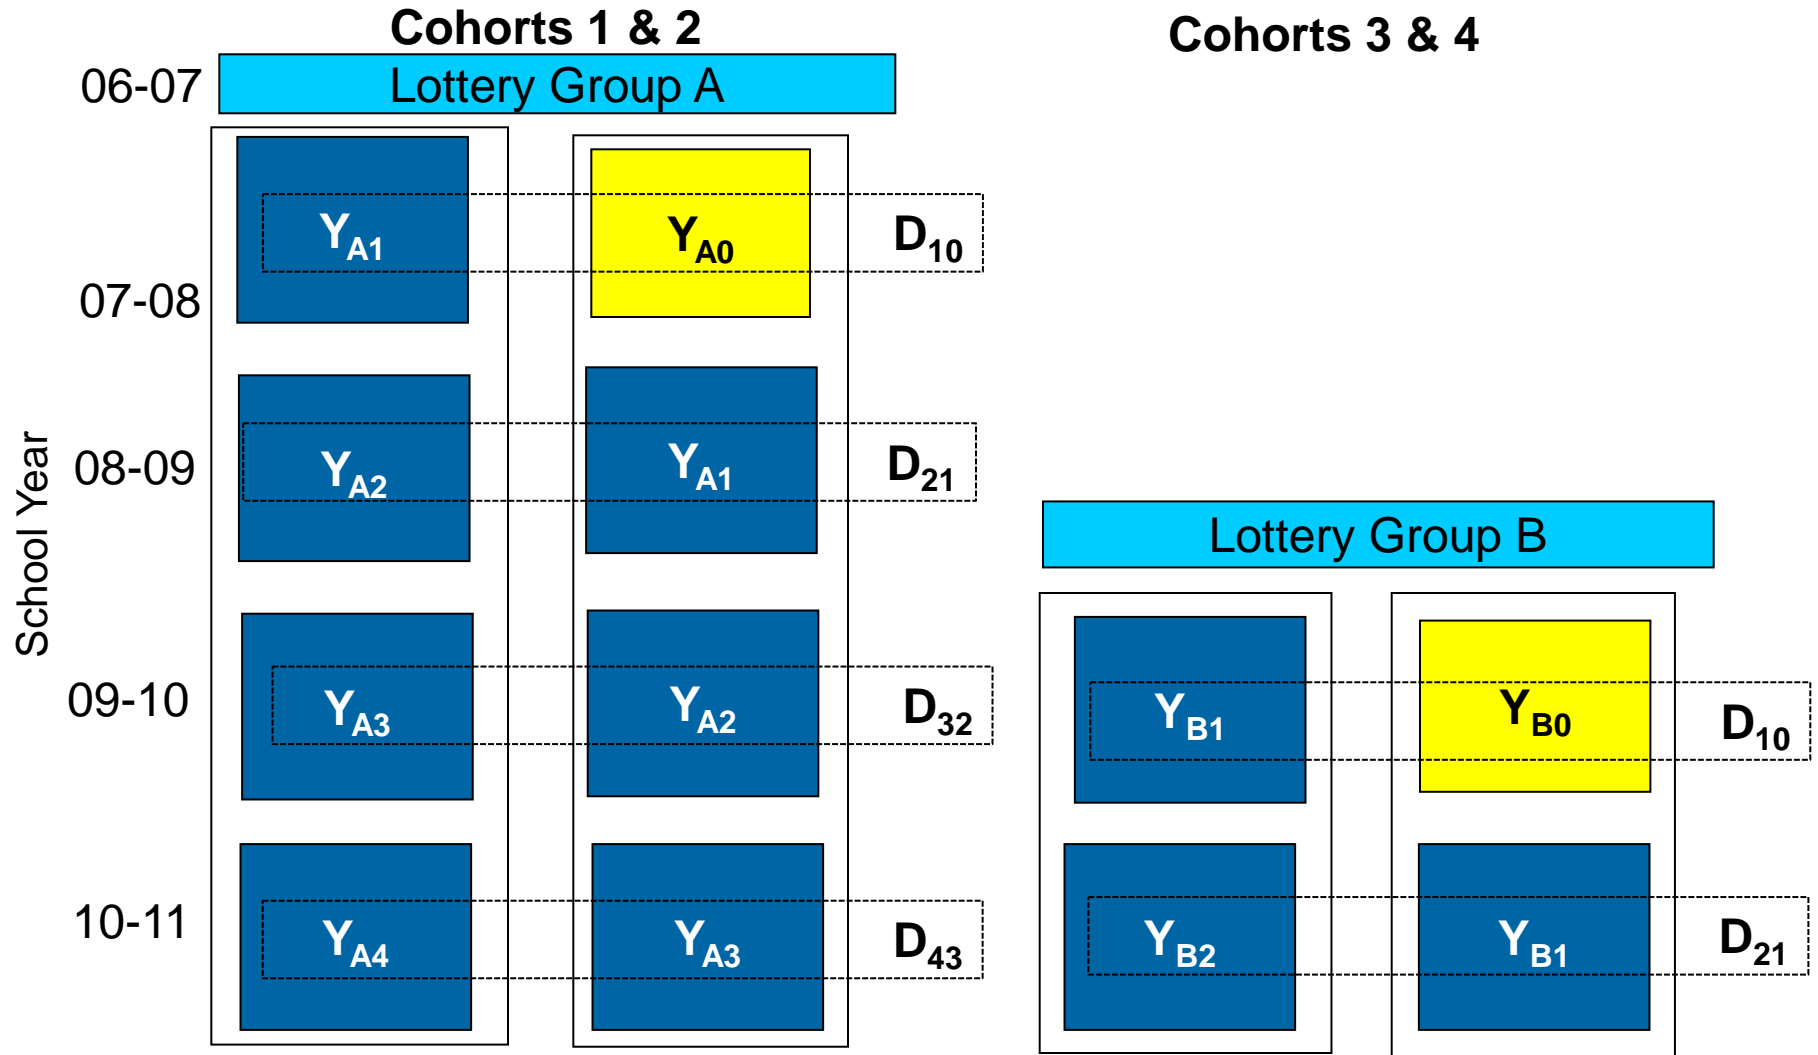 Cohorts 1 & 2
Cohorts 3 & 4
06-07
Lottery Group A
YA1
YA0
D10
07-08
School Year
08-09
YA2
YA1
D21
Lottery Group B
09-10
YA3
YA2
D32
YB1
YB0
D10
10-11
YA4
YA3
D43
YB2
YB1
D21